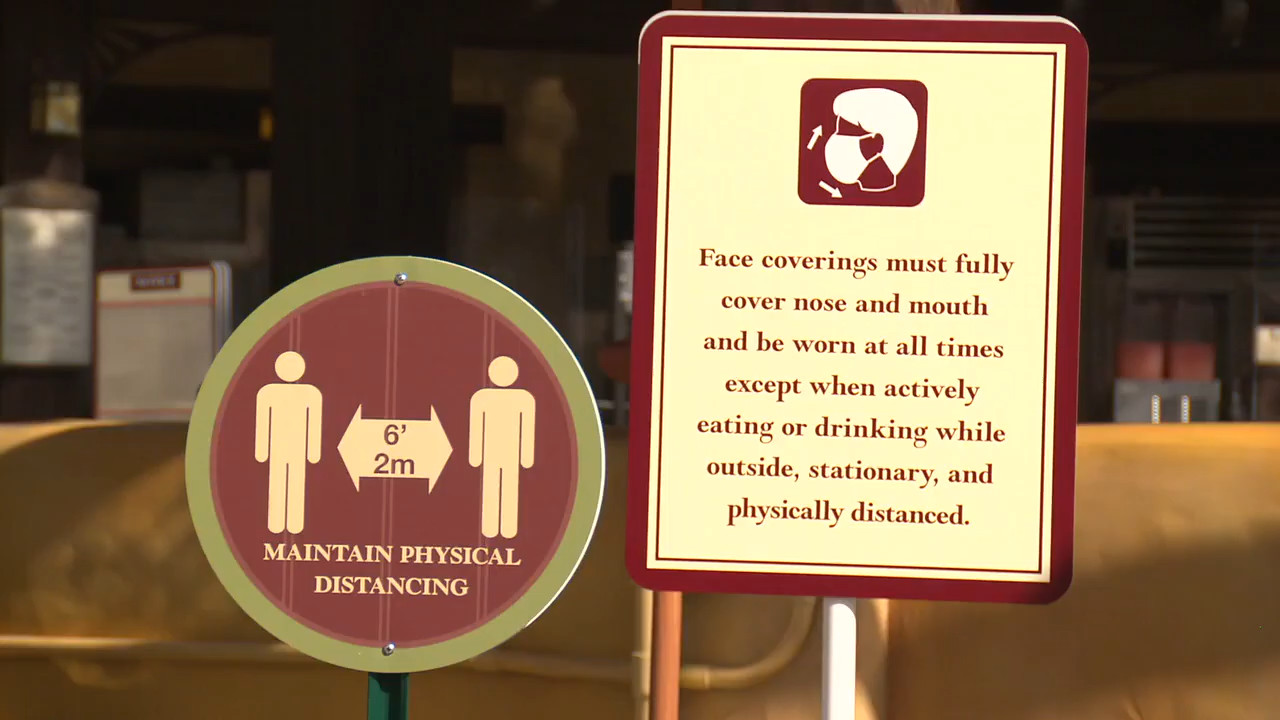 6’
2m
MAINTAIN PHYSICAL
DISTANCING
Face coverings must fully
cover nose and mouth
and be worn at all times
except when actively
eating or drinking while
outside, stationary, and
physically distanced.